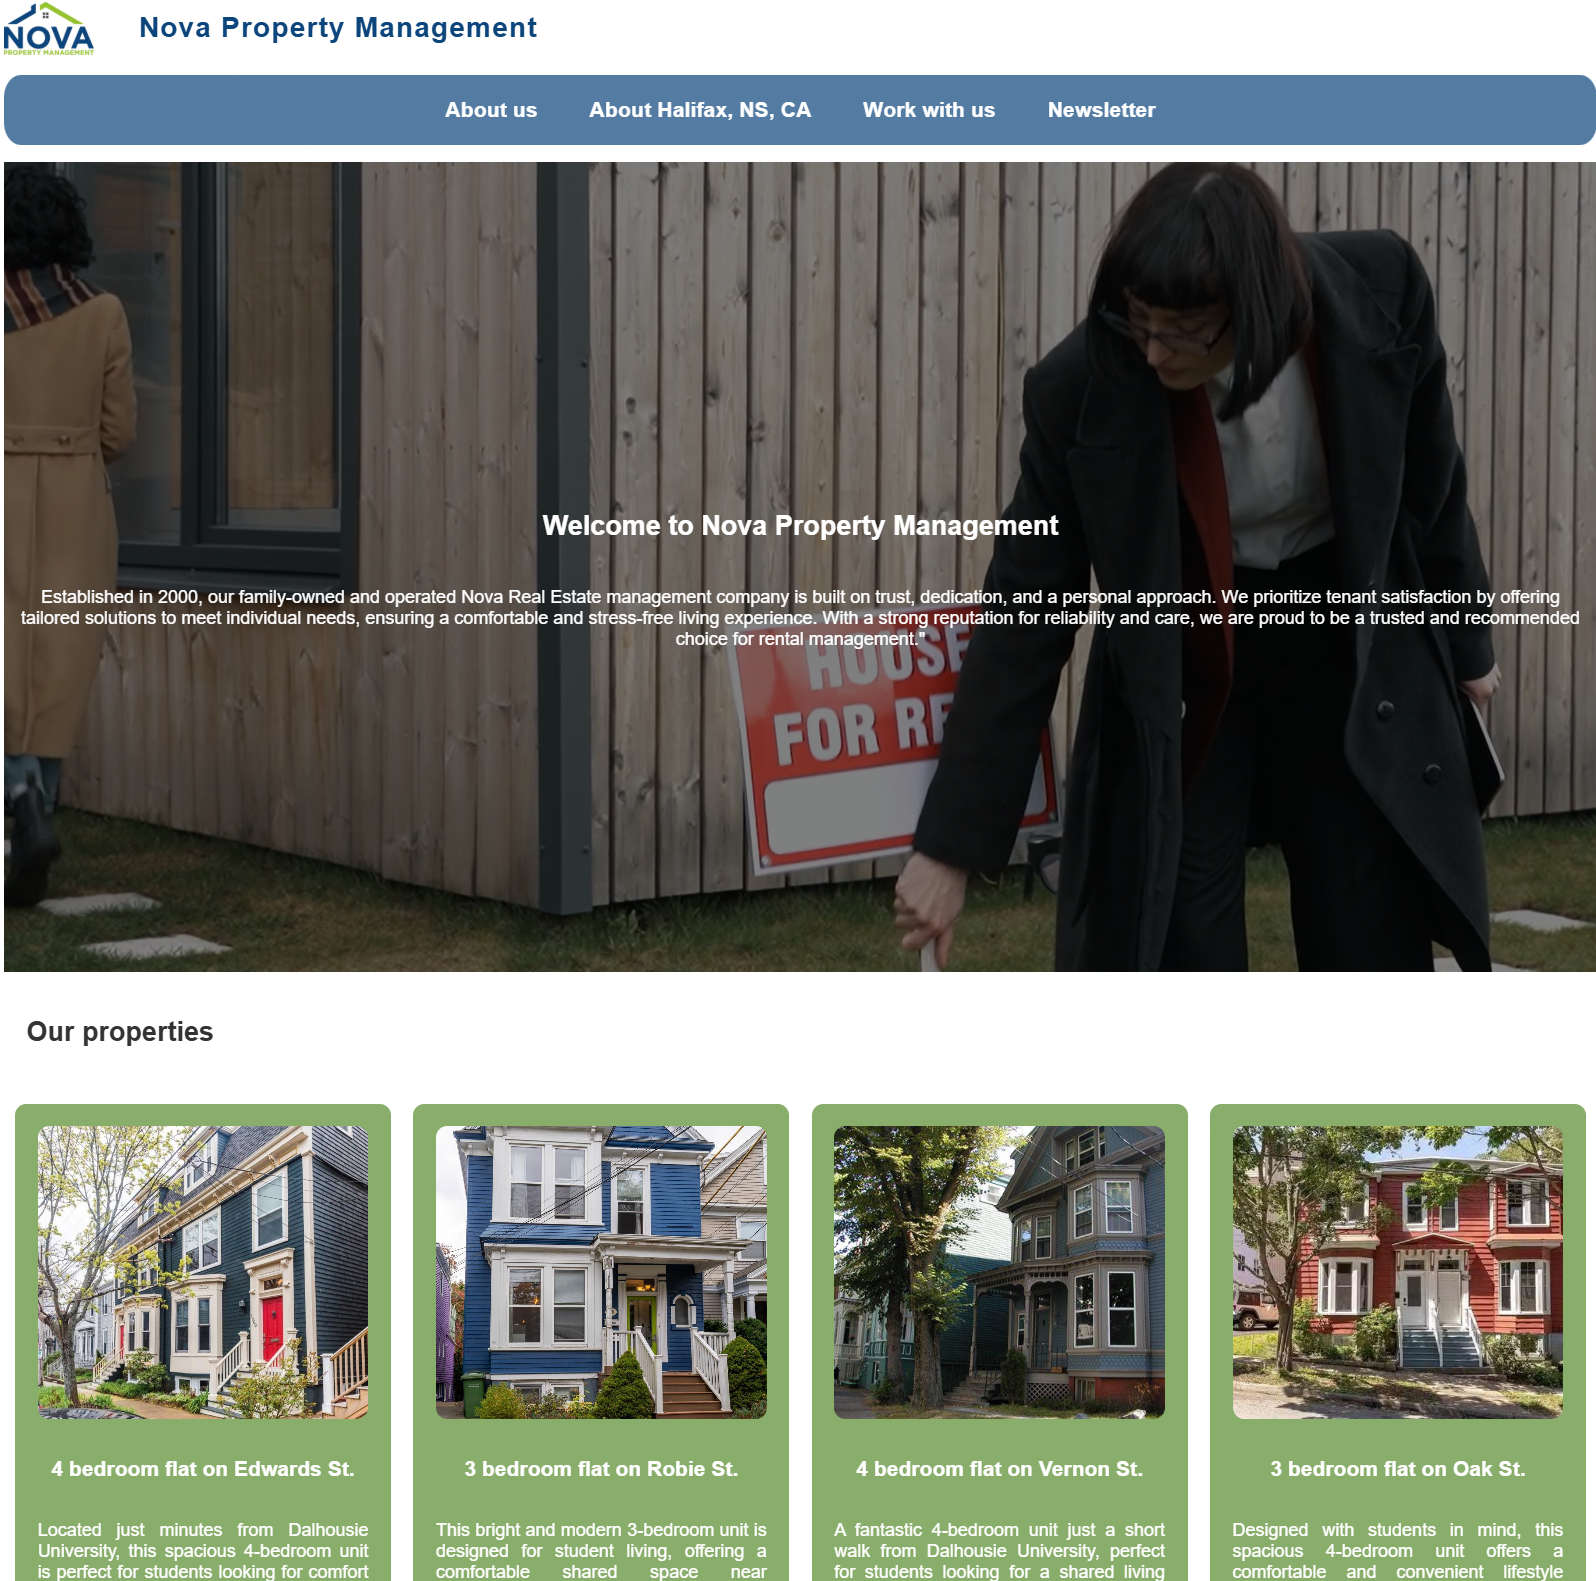 NOVA
PROPERTY MANAGEMENT
Nova Property Management
About us
About Halifax, NS, CA
Work with us
Newsletter
Welcome to Nova Property Management
Established in 2000, our family-owned and operated Nova Real Estate management company is built on trust, dedication, and a personal approach. We prioritize tenant satisfaction by offering
tailored solutions to meet individual needs, ensuring a comfortable and stress-free living experience. With a strong reputation for reliability and care, we are proud to be a trusted and recommended
choice for rental management."
HOUSE
FOR RE
Our properties
4 bedroom flat on Edwards St.
Located just minutes from Dalhousie
University, this spacious 4-bedroom unit
is perfect for students looking for comfort
3 bedroom flat on Robie St.
This bright and modern 3-bedroom unit is
designed for student living, offering a
comfortable shared space near
4 bedroom flat on Vernon St.
A fantastic 4-bedroom unit just a short
walk from Dalhousie University, perfect
for students looking for a shared living
3 bedroom flat on Oak St.
Designed with students in mind, this
spacious 4-bedroom unit offers a
comfortable and convenient lifestyle